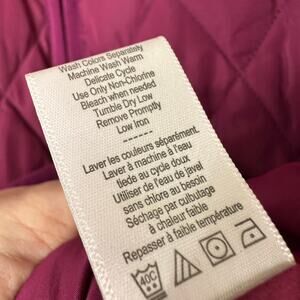 Wash Colors Separately
Machine Wash Warm
Delicate Cycle
Use Only Non-Chlorine
Bleach when needed
Tumble Dry Low
Remove Promptly
Low Iron
------
Laver les couleurs séparément.
Laver à machine à l'eau
tiède au cycle doux
Utiliser de l'eau de javel
sans chlore au besoin
Séchage par culbutage
à chaleur faible
Repasser à faible température
40C